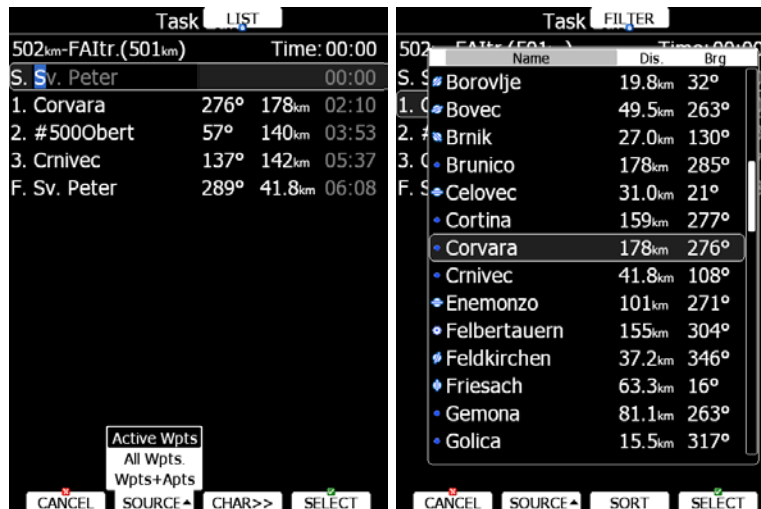 Task
LIST
502km-FAItr.(501km) Time: 00:00
S. Sv. Peter 00:00
1. Corvara 276° 178km 02:10
2. #500Obert 57° 140km 03:53
3. Crnivec 137° 142km 05:37
F. Sv. Peter 289° 41.8km 06:08
Active Wpts
All Wpts.
Wpts+Apts
CANCEL SOURCE CHAR>> SELECT
Task
FILTER
502
Name Dis. Brg
S. S
Borovlje 19.8km 32°
1. C
Bovec 49.5km 263°
2. #
Brnik 27.0km 130°
3. C
Brunico 178km 285°
F. S
Celovec 31.0km 21°
Cortina 159km 277°
Corvara 178km 276°
Crnivec 41.8km 108°
Enemonzo 101km 271°
Felbertauern 155km 304°
Feldkirchen 37.2km 346°
Friesach 63.3km 16°
Gemona 81.1km 263°
Golica 15.5km 317°
CANCEL SOURCE SORT SELECT